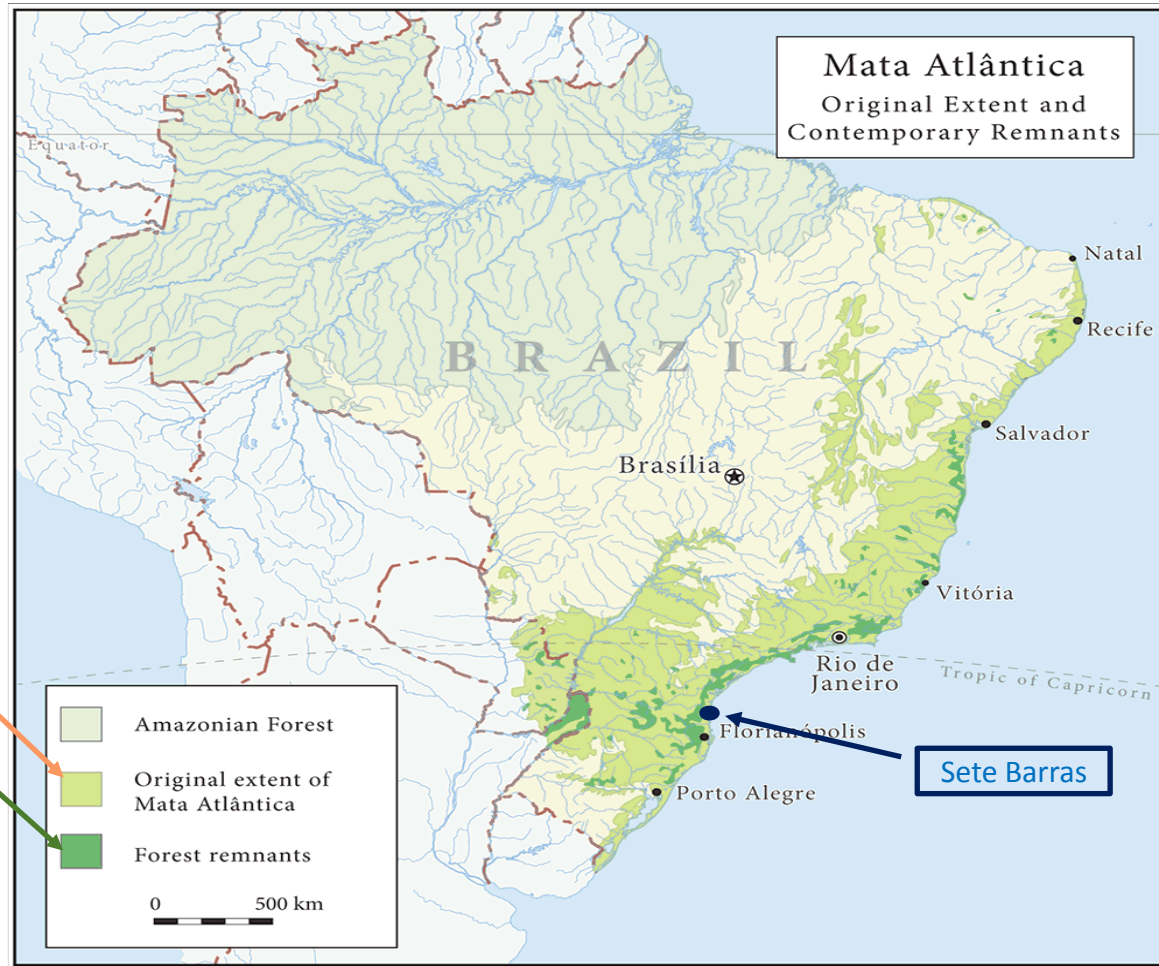 Mata Atlântica
Original Extent and
Contemporary Remnants
Equator
Natal
Recife
BRAZIL
Salvador
Brasília
Vitória
Rio de
Janeiro
Tropic of Capricorn
Florianópolis
Sete Barras
Porto Alegre
Amazonian Forest
Original extent of
Mata Atlântica
Forest remnants
0 500 km